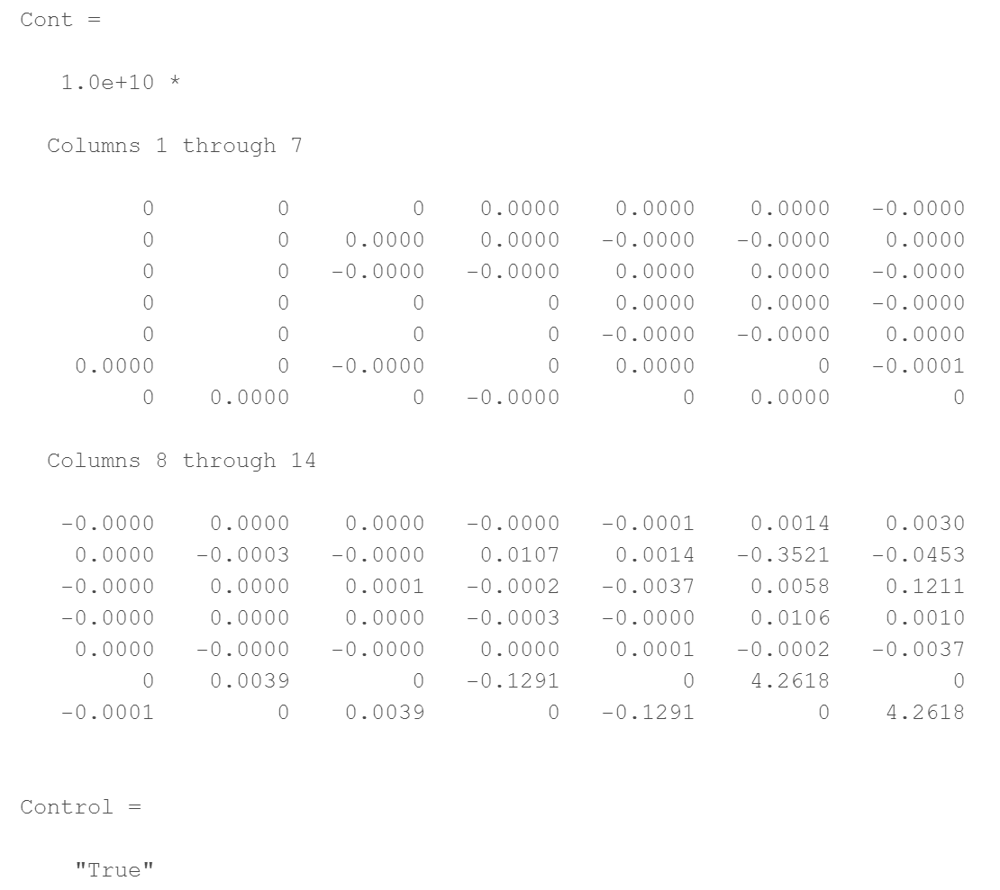 Cont =
1.0e+10 *
Columns 1 through 7
0 0 0 0.0000 0.0000 0.0000 -0.0000
0 0 0.0000 0.0000 -0.0000 -0.0000 0.0000
0 0 -0.0000 -0.0000 0.0000 0.0000 -0.0000
0 0 0 0 0.0000 0.0000 -0.0000
0 0 0 0 -0.0000 -0.0000 0.0000
0.0000 0 -0.0000 0 0.0000 0 -0.0001
0 0.0000 0 -0.0000 0 0.0000 0
Columns 8 through 14
-0.0000 0.0000 0.0000 -0.0000 -0.0001 0.0014 0.0030
0.0000 -0.0003 -0.0000 0.0107 0.0014 -0.3521 -0.0453
-0.0000 0.0000 0.0001 -0.0002 -0.0037 0.0058 0.1211
-0.0000 0.0000 0.0000 -0.0003 -0.0000 0.0106 0.0010
0.0000 -0.0000 -0.0000 0.0000 0.0001 -0.0002 -0.0037
0 0.0039 0 -0.1291 0 4.2618 0
-0.0001 0 0.0039 0 -0.1291 0 4.2618
Control =
"True"